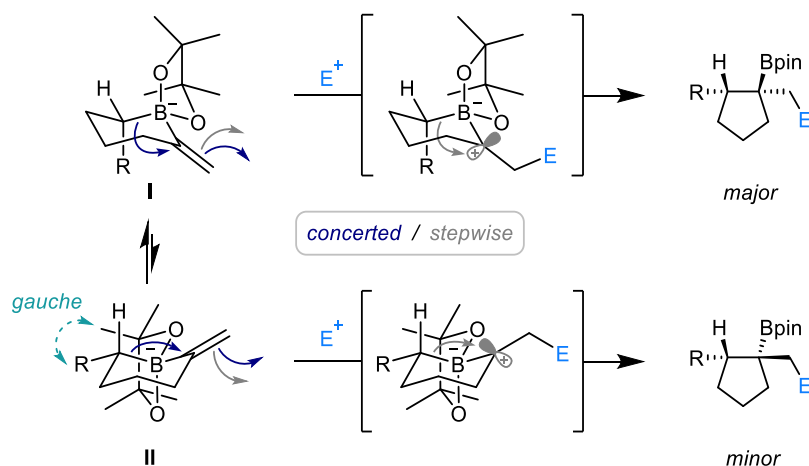 H
O
B
−
O
R
I
E
+
H
O
B
−
O
R
+
E
H
BPin
R
E
major
concerted / stepwise
gauche
H
O
R
B
−
O
II
E
+
H
O
R
B
−
O
+
E
H
Bpin
R
E
minor